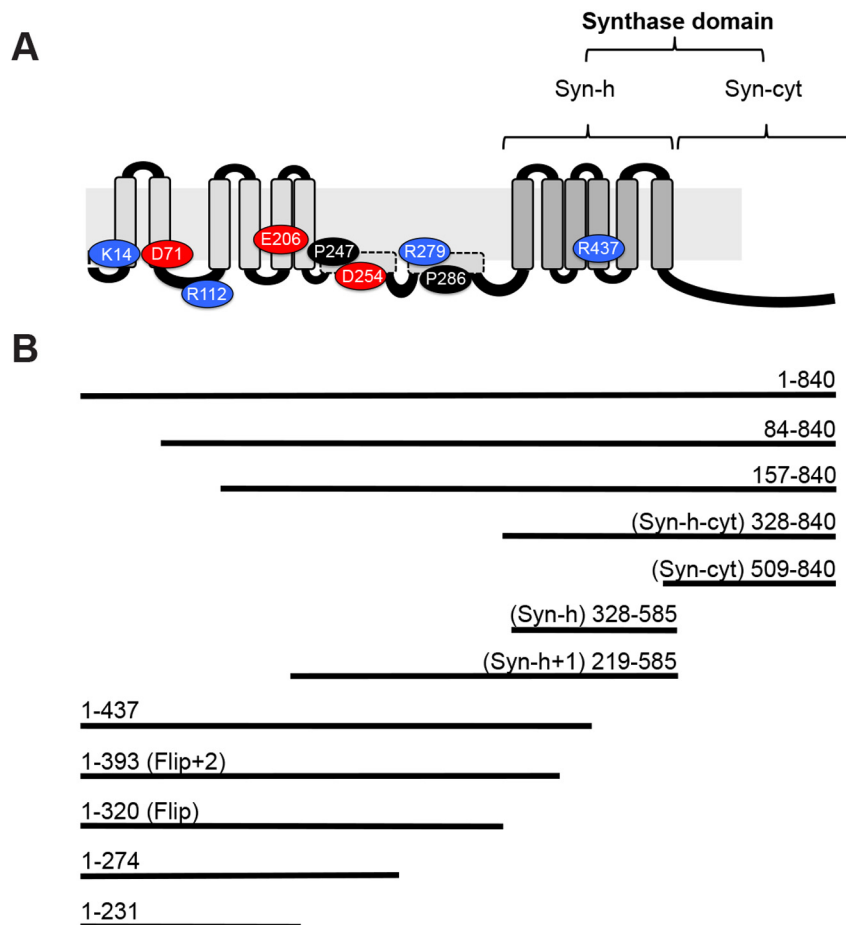 Synthase domain
A
Syn-h Syn-cyt
K14 D71 E206 P247 R279 R437
D254 P286
R112
B
1-840
84-840
157-840
(Syn-h-cyt) 328-840
(Syn-cyt) 509-840
(Syn-h) 328-585
(Syn-h+1) 219-585
1-437
1-393 (Flip+2)
1-320 (Flip)
1-274
1-231